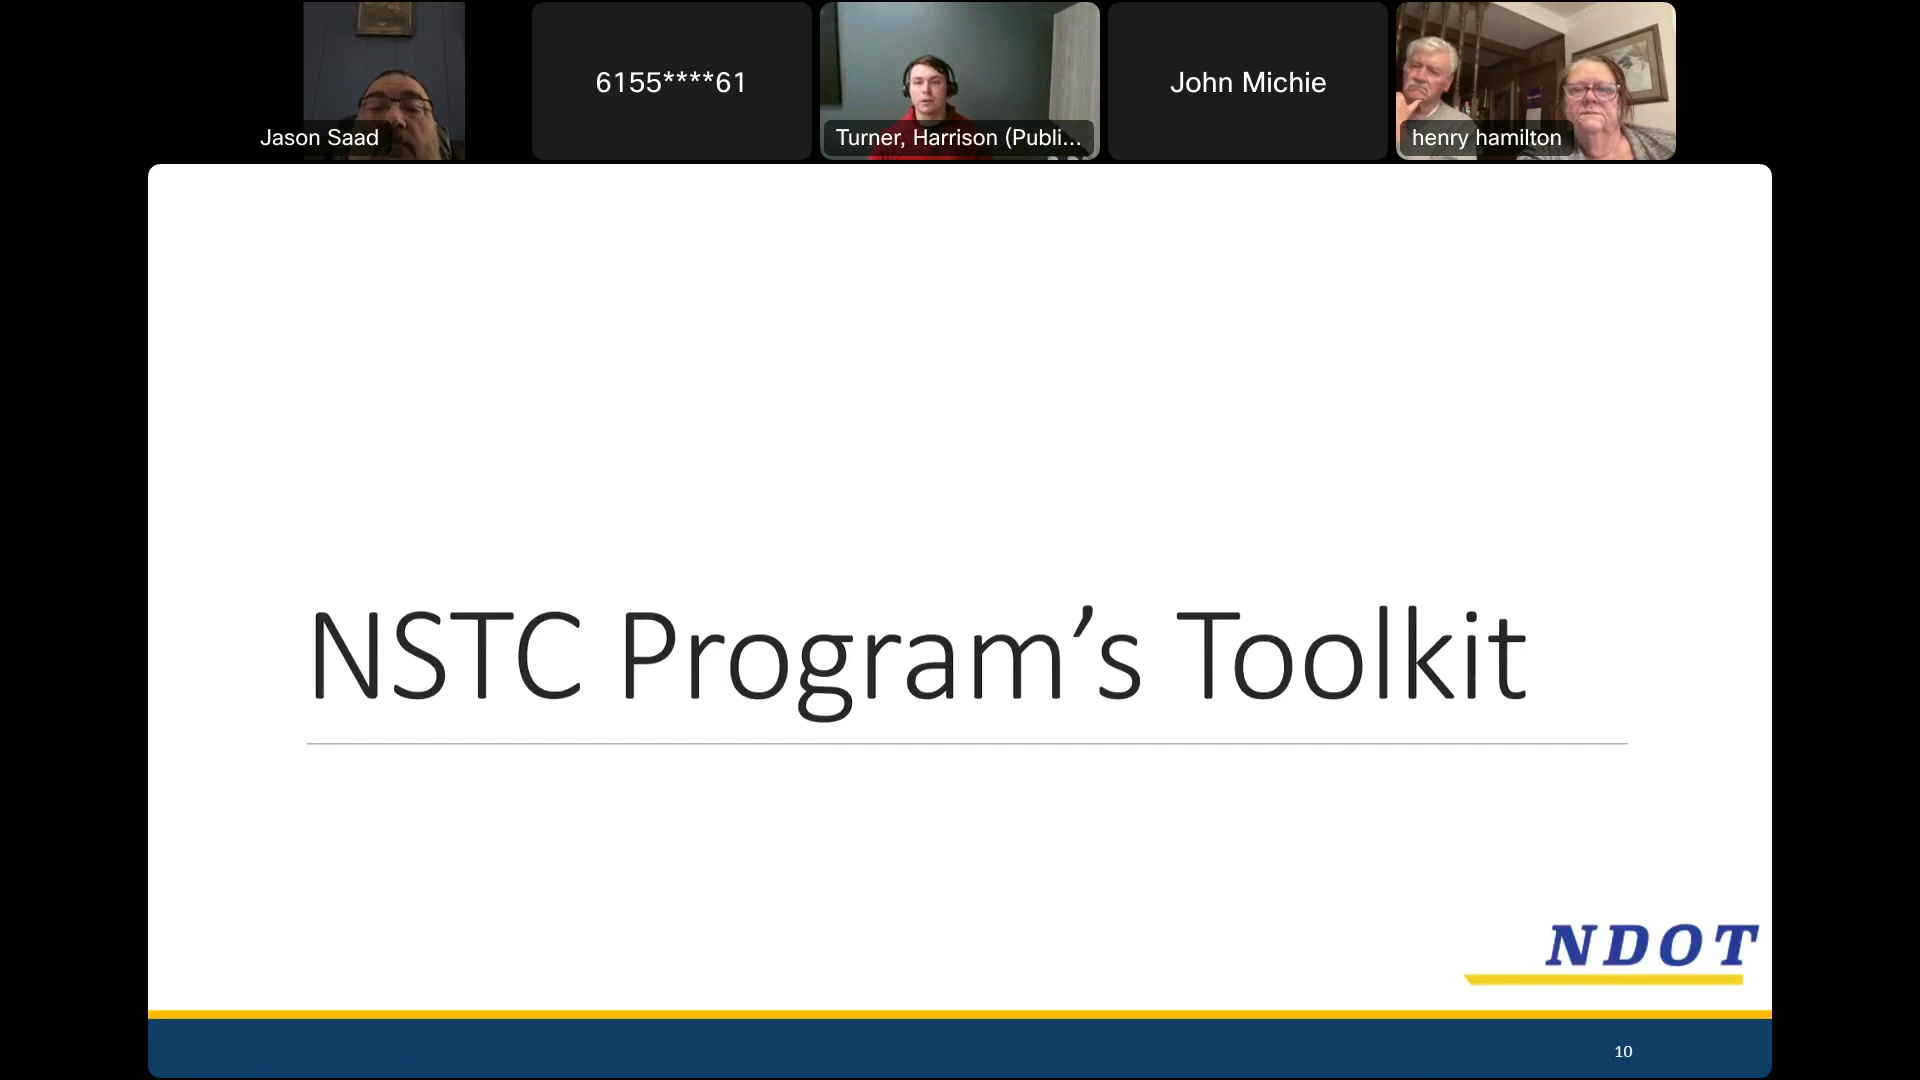 Jason Saad
6155****61
Turner, Harrison (Publi...
John Michie
henry hamilton
NSTC Program’s Toolkit
NDOT
10